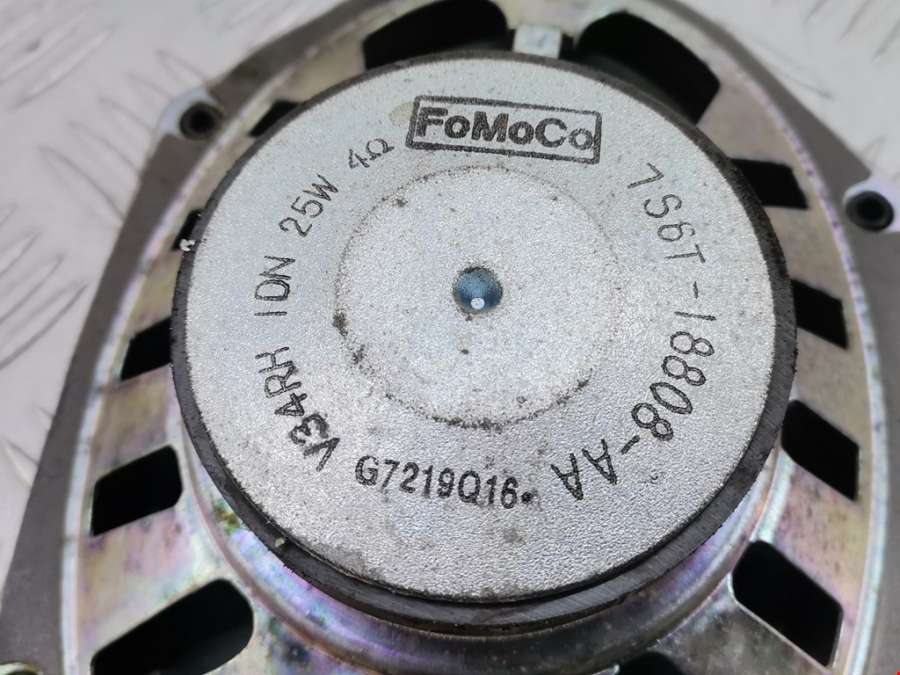 FoMoCo
V34RH IDN 25W 4Ω
7S6T-18808-AA
G7219Q16